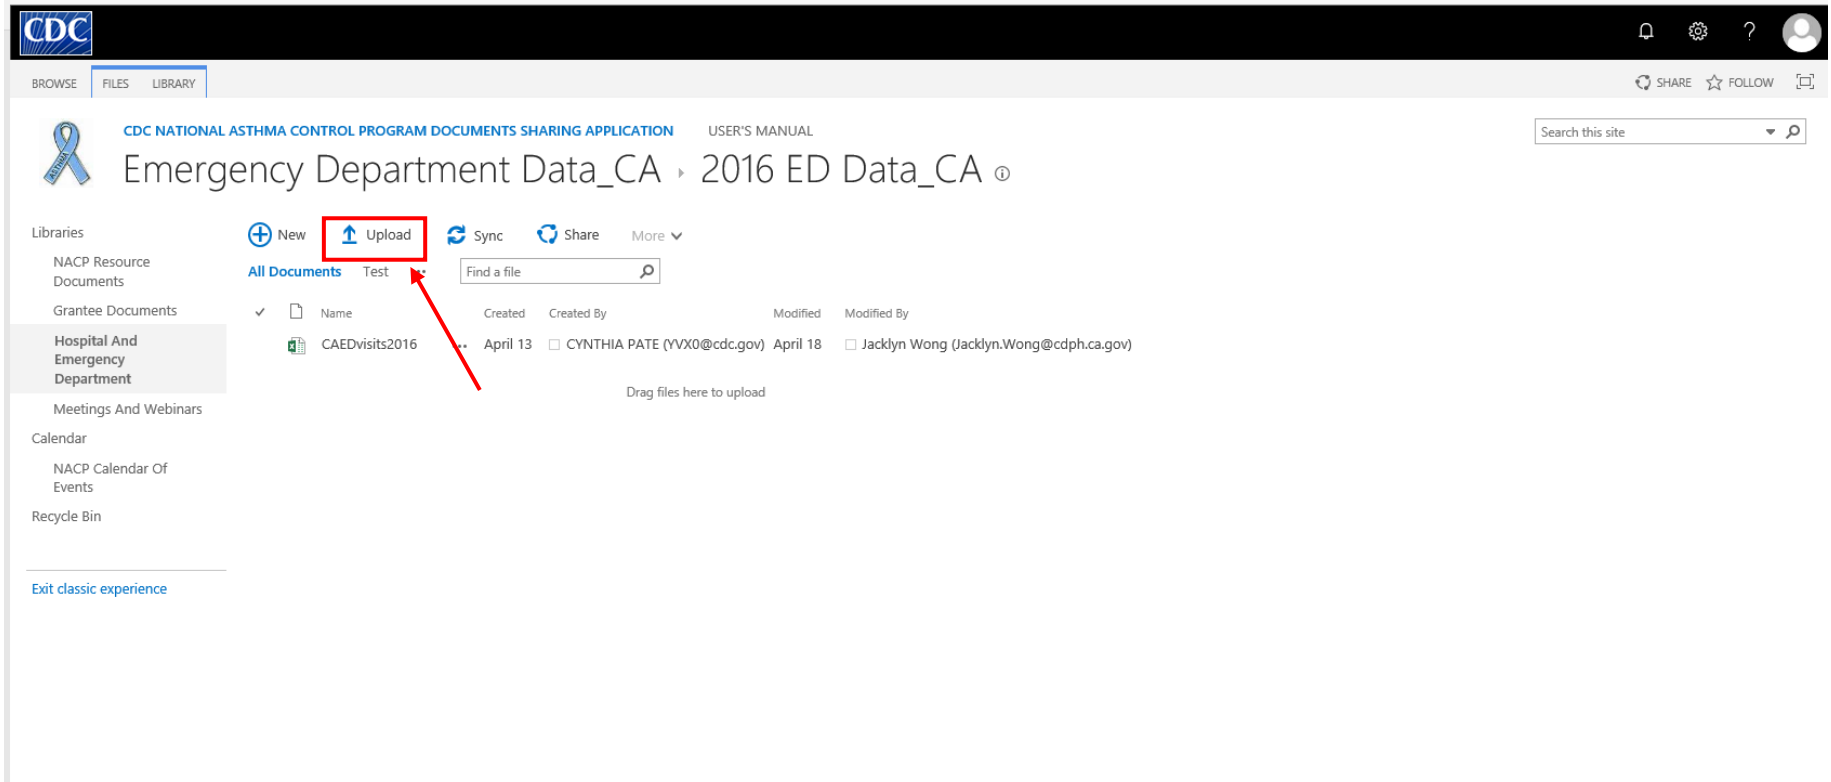 CDC
BROWSE FILES LIBRARY
SHARE FOLLOW
ASTHMA
CDC NATIONAL ASTHMA CONTROL PROGRAM DOCUMENTS SHARING APPLICATION USER'S MANUAL
Search this site
Emergency Department Data_CA 2016 ED Data_CA
Libraries
NACP Resource
Documents
Grantee Documents
Hospital And
Emergency
Department
Meetings And Webinars
Calendar
NACP Calendar Of
Events
Recycle Bin
Exit classic experience
New Upload Sync Share More
All Documents Test ... Find a file
Name Created Created By Modified Modified By
CAEDvisits2016 ... April 13 CYNTHIA PATE (YVX0@cdc.gov) April 18 Jacklyn Wong (Jacklyn.Wong@cdph.ca.gov)
Drag files here to upload